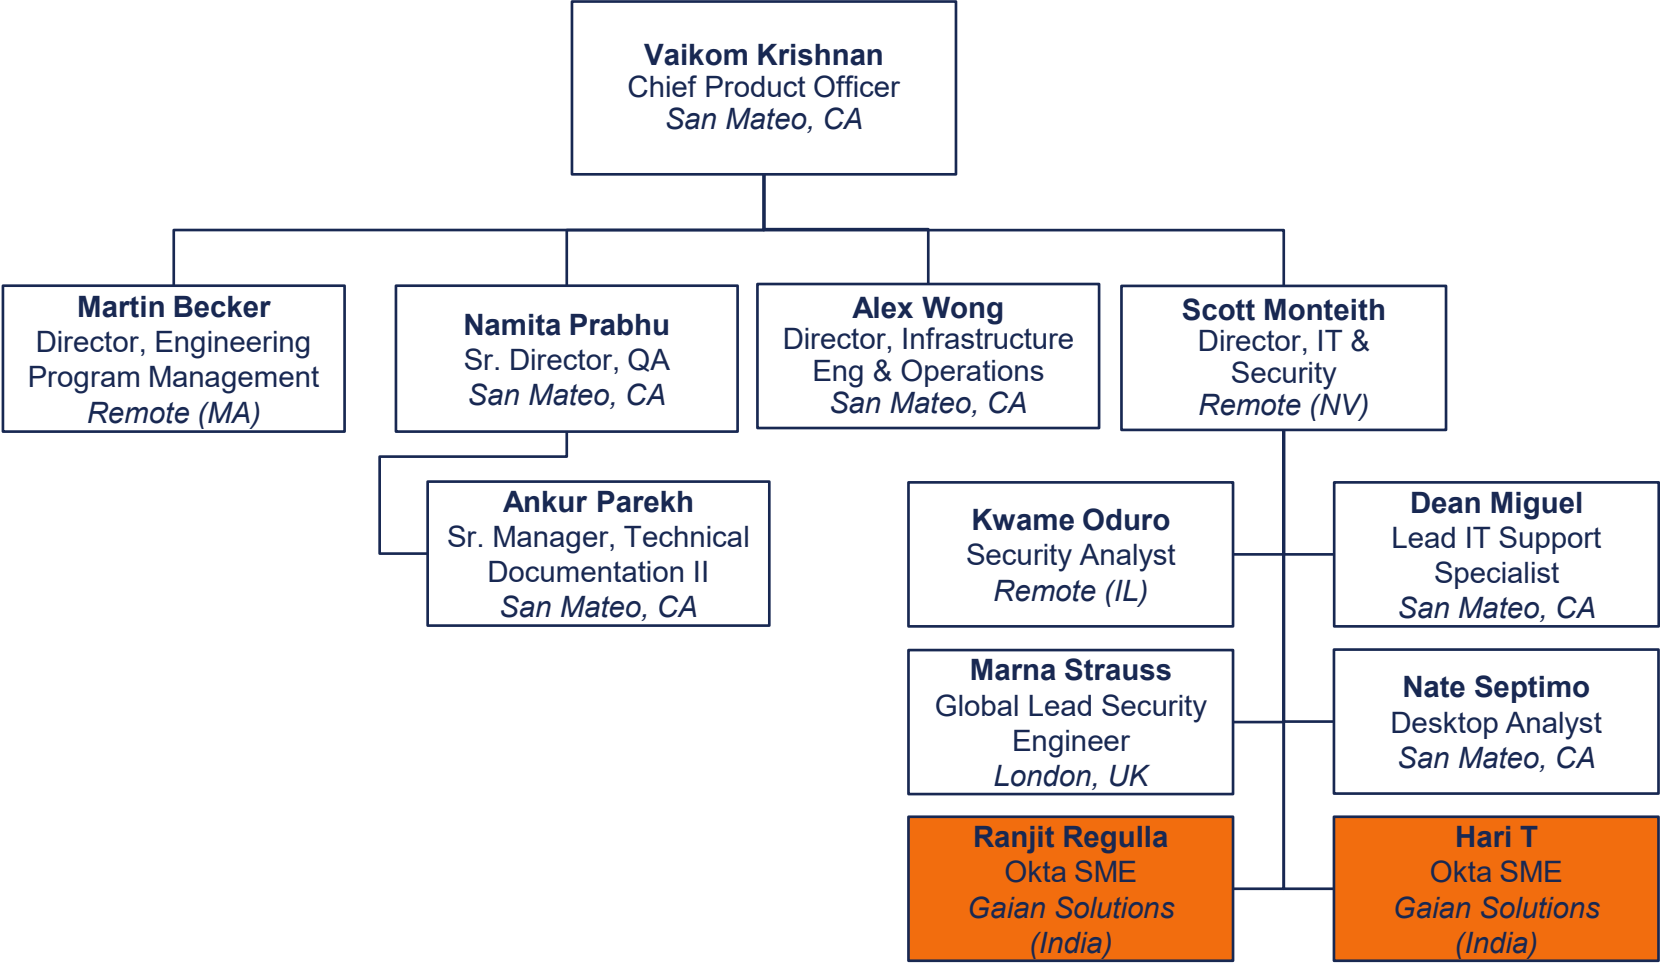 Vaikom Krishnan
Chief Product Officer
San Mateo, CA
Martin Becker
Director, Engineering
Program Management
Remote (MA)
Namita Prabhu
Sr. Director, QA
San Mateo, CA
Alex Wong
Director, Infrastructure
Eng & Operations
San Mateo, CA
Scott Monteith
Director, IT &
Security
Remote (NV)
Ankur Parekh
Sr. Manager, Technical
Documentation II
San Mateo, CA
Kwame Oduro
Security Analyst
Remote (IL)
Dean Miguel
Lead IT Support
Specialist
San Mateo, CA
Marna Strauss
Global Lead Security
Engineer
London, UK
Nate Septimo
Desktop Analyst
San Mateo, CA
Ranjit Regulla
Okta SME
Gaian Solutions
(India)
Hari T
Okta SME
Gaian Solutions
(India)